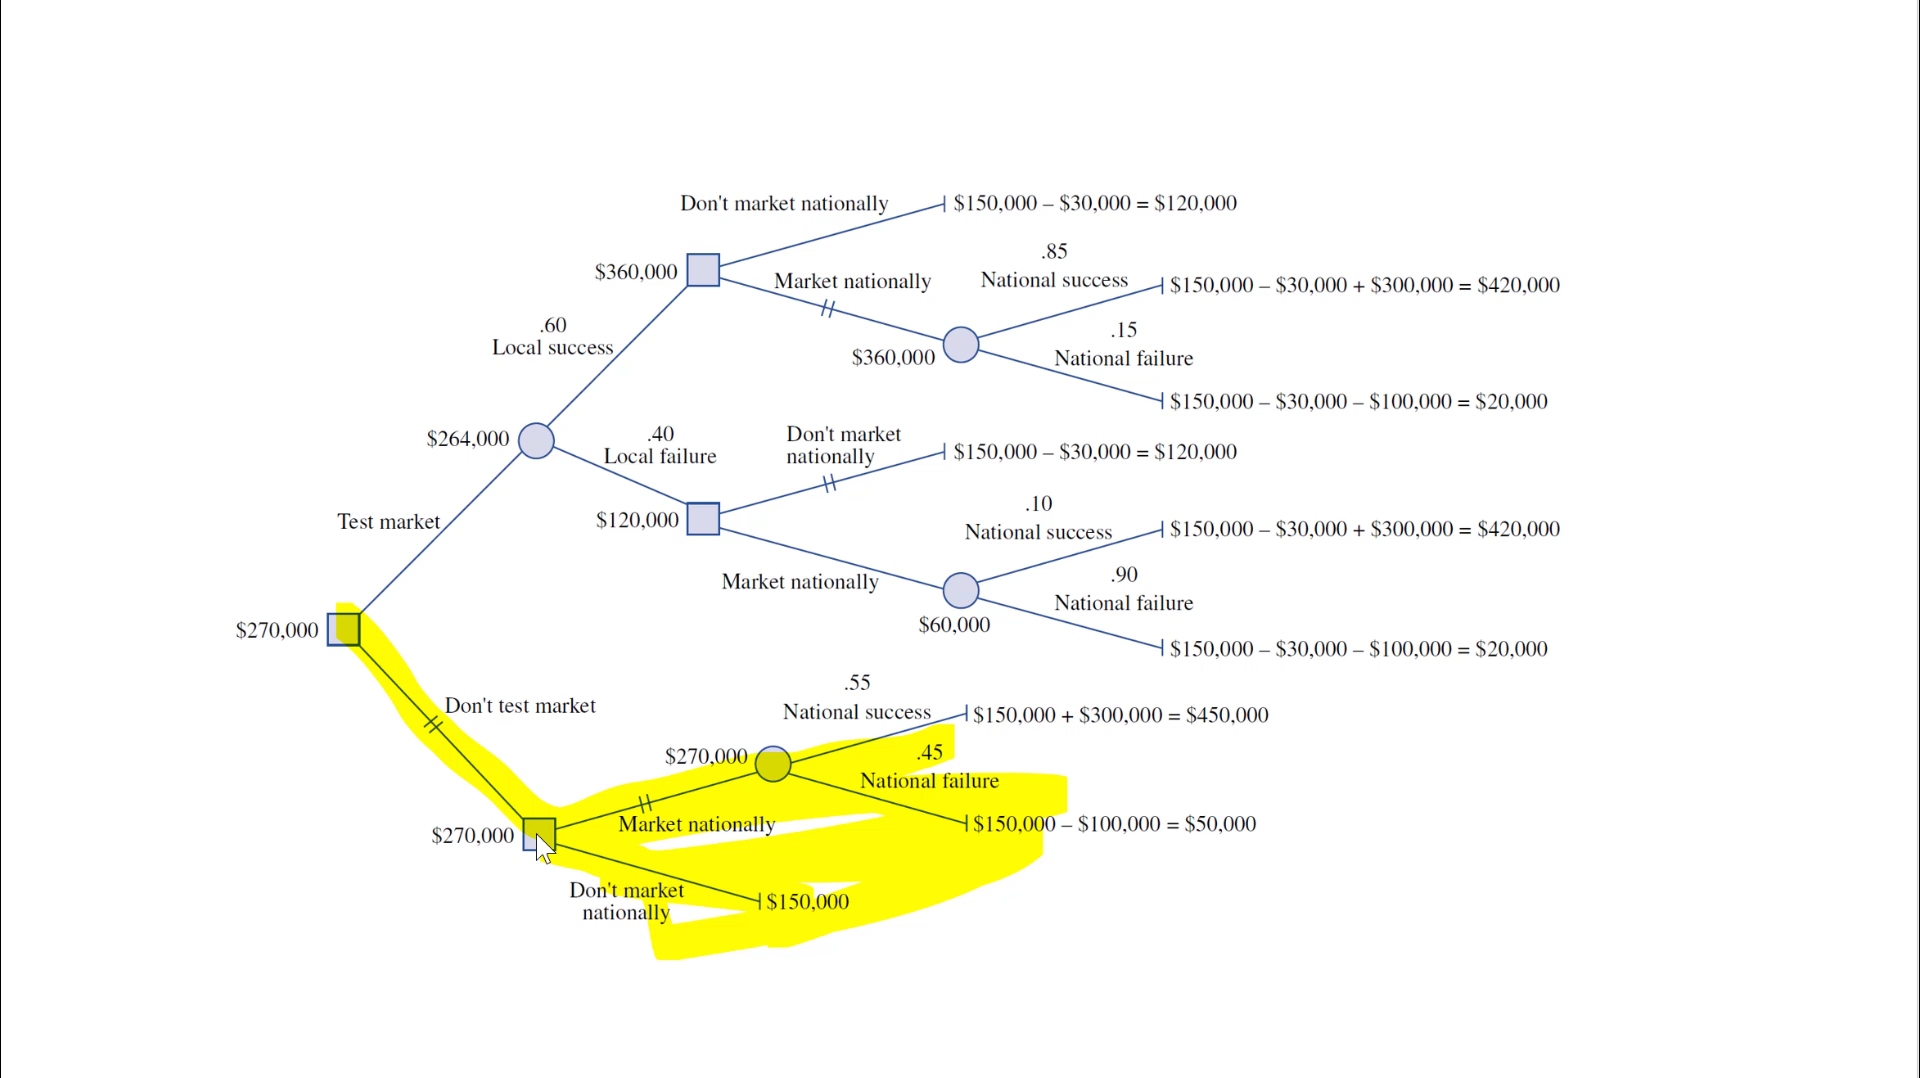 Don't market nationally
$150,000 – $30,000 = $120,000
.85
National success
$150,000 – $30,000 + $300,000 = $420,000
Market nationally
$360,000
.60
Local success
.15
National failure
$360,000
$150,000 – $30,000 – $100,000 = $20,000
$264,000
.40
Local failure
Don't market
nationally
$150,000 – $30,000 = $120,000
.10
National success
$150,000 – $30,000 + $300,000 = $420,000
Test market
$120,000
Market nationally
.90
National failure
$60,000
$150,000 – $30,000 – $100,000 = $20,000
$270,000
Don't test market
.55
National success
$150,000 + $300,000 = $450,000
$270,000
.45
National failure
$270,000
Market nationally
$150,000 – $100,000 = $50,000
Don't market
nationally
$150,000